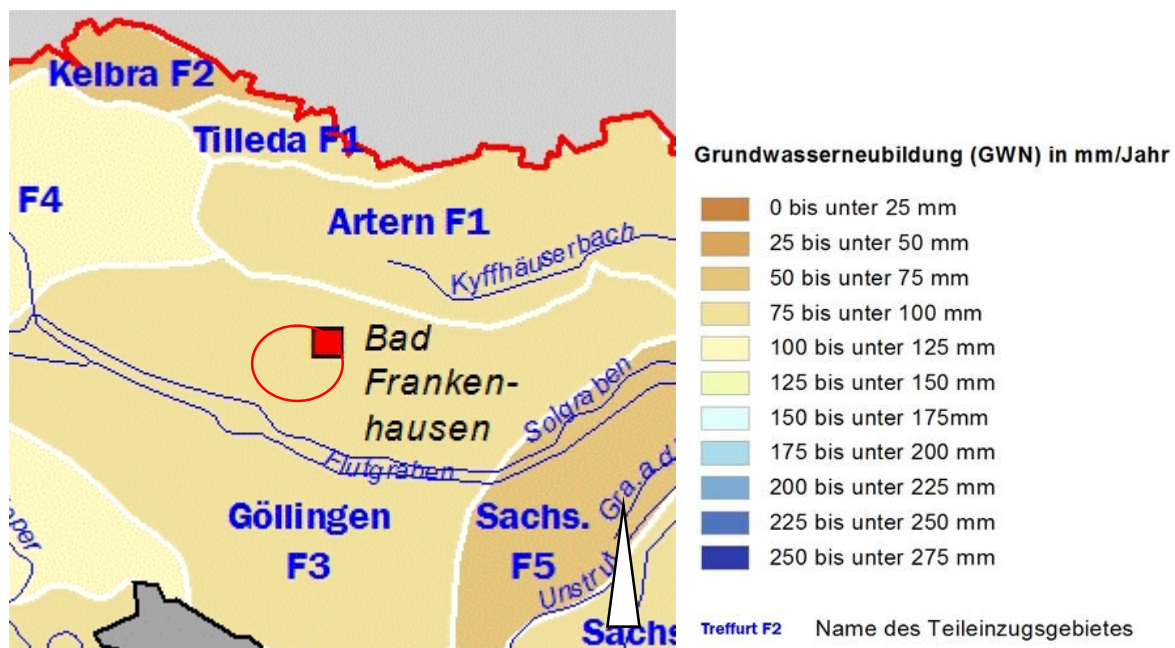 Kelbra F2
Tilleda F1
F4
Artern F1
Kyffhäuserbach
Bad
Franken-
hausen
Solgraben
Flutgraben
Gra.a.d.
Göllingen
F3
Sachs.
F5
Unstrut
Sachs
per
Grundwasserneubildung (GWN) in mm/Jahr
0 bis unter 25 mm
25 bis unter 50 mm
50 bis unter 75 mm
75 bis unter 100 mm
100 bis unter 125 mm
125 bis unter 150 mm
150 bis unter 175mm
175 bis unter 200 mm
200 bis unter 225 mm
225 bis unter 250 mm
250 bis unter 275 mm
Treffurt F2 Name des Teileinzugsgebietes